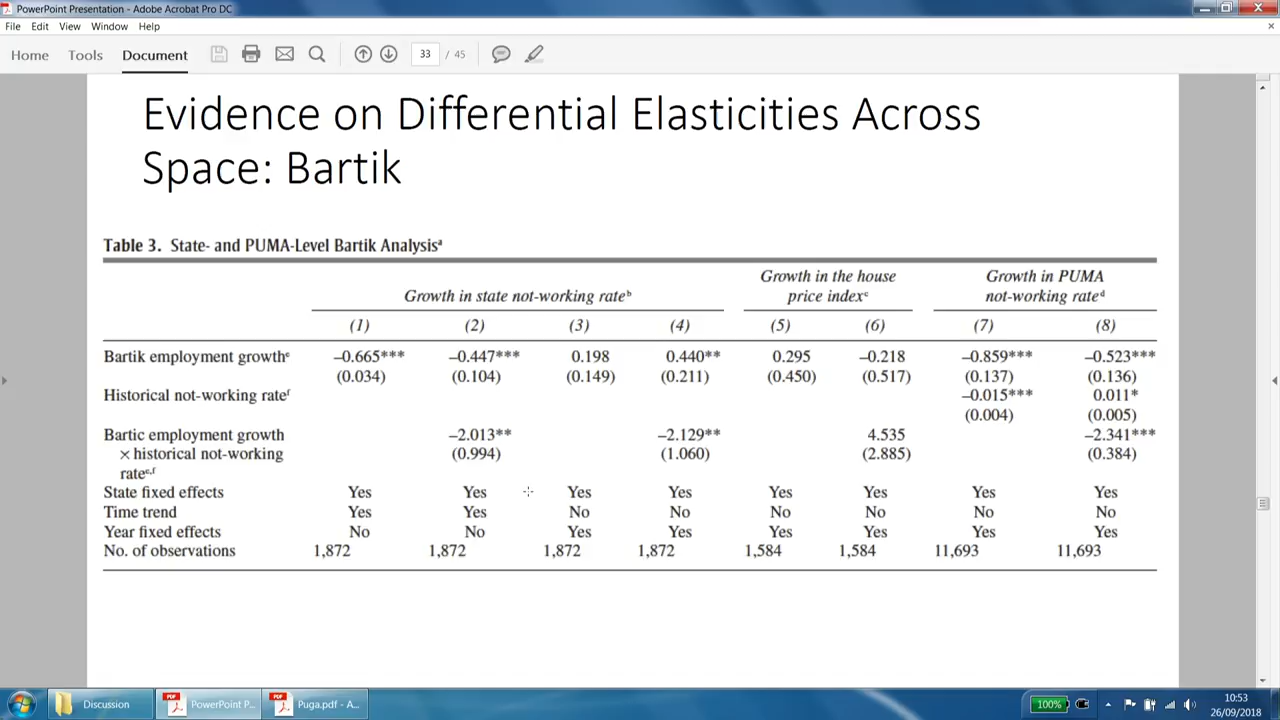 PowerPoint Presentation - Adobe Acrobat Pro DC
File Edit View Window Help
Home Tools Document 33 / 45
Evidence on Differential Elasticities Across
Space: Bartik
Table 3. State- and PUMA-Level Bartik Analysisᵃ
Growth in the house Growth in PUMA
Growth in state not-working rateᵇ price indexᶜ not-working rateᵈ
(1) (2) (3) (4) (5) (6) (7) (8)
Bartik employment growthᵉ –0.665*** –0.447*** 0.198 0.440** 0.295 –0.218 –0.859*** –0.523***
(0.034) (0.104) (0.149) (0.211) (0.450) (0.517) (0.137) (0.136)
Historical not-working rateᶠ –0.015*** 0.011*
(0.004) (0.005)
Bartic employment growth –2.013** –2.129** 4.535 –2.341***
× historical not-working (0.994) (1.060) (2.885) (0.384)
rateᵉ,ᶠ
State fixed effects Yes Yes Yes Yes Yes Yes Yes Yes
Time trend Yes Yes No No No No No No
Year fixed effects No No Yes Yes Yes Yes Yes Yes
No. of observations 1,872 1,872 1,872 1,872 1,584 1,584 11,693 11,693
Discussion PowerPoint P... Puga.pdf - A... 100% 10:53
26/09/2018